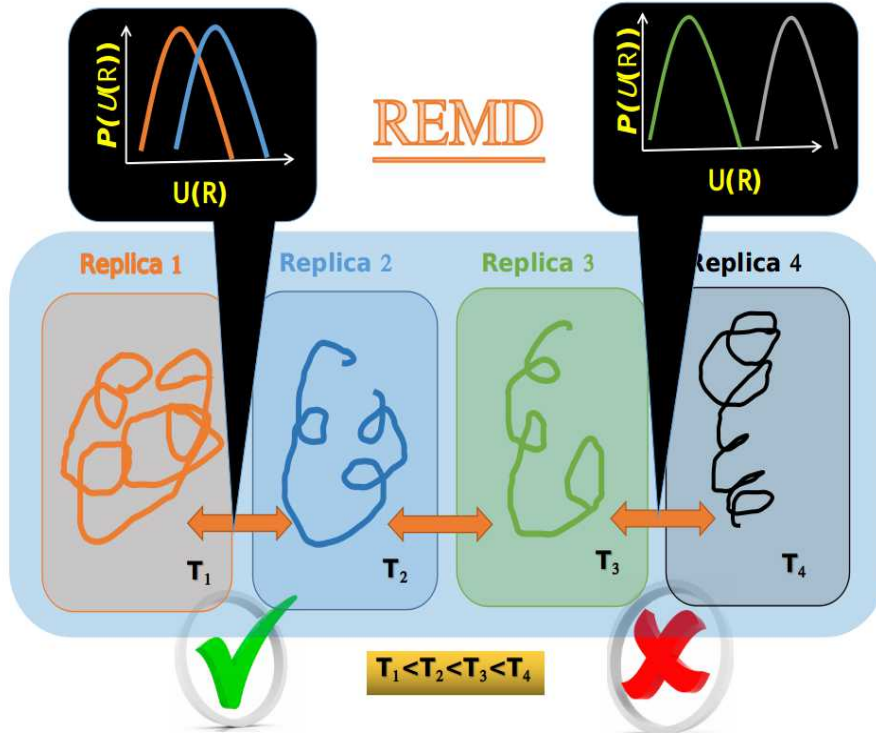 P(U(R))
U(R)
REMD
P(U(R))
U(R)
Replica 1
Replica 2
Replica 3
Replica 4
T₁
T₂
T₃
T₄
T₁<T₂<T₃<T₄